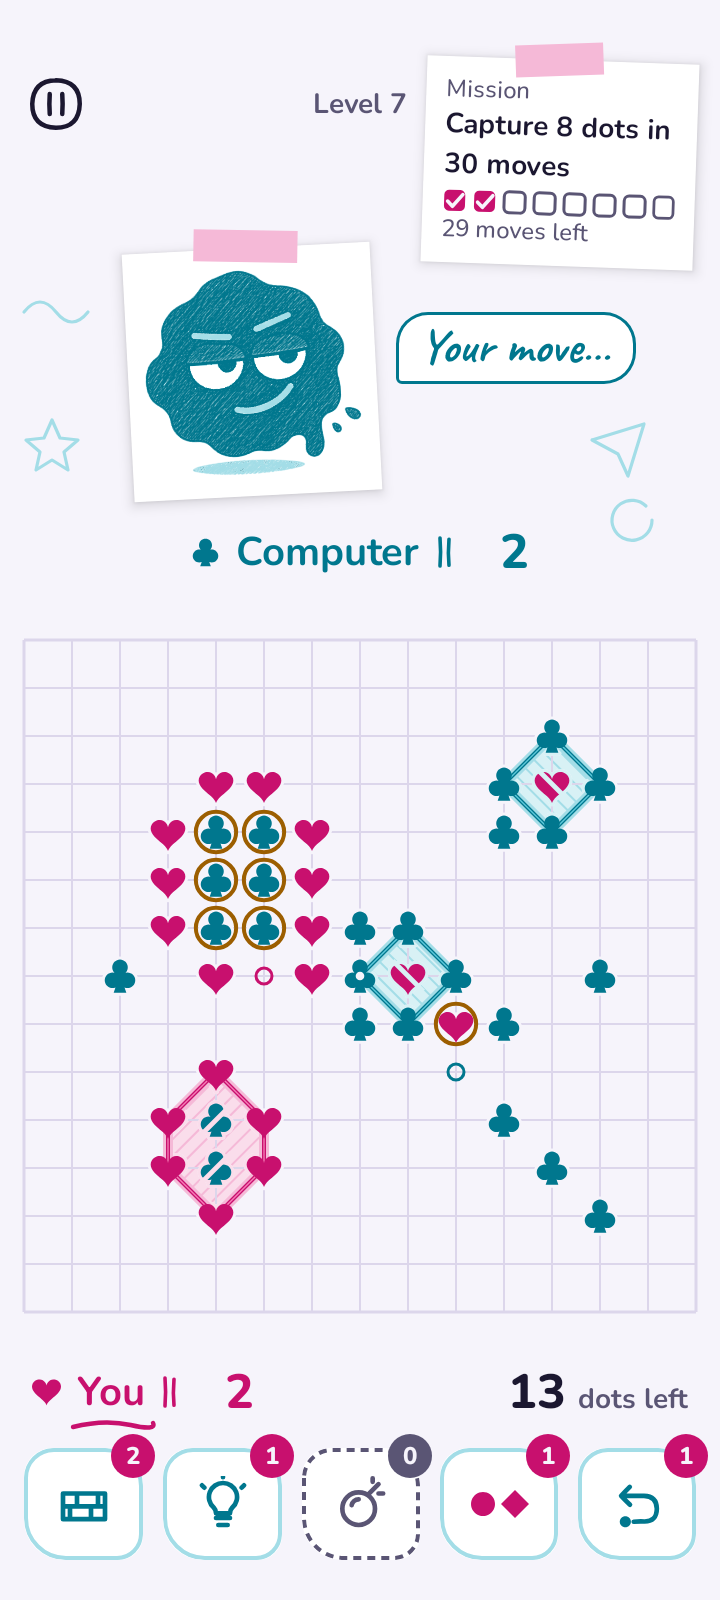 Level 7
Mission
Capture 8 dots in
30 moves
29 moves left
Your move...
Computer 2
You 2
13 dots left
2
1
0
1
1